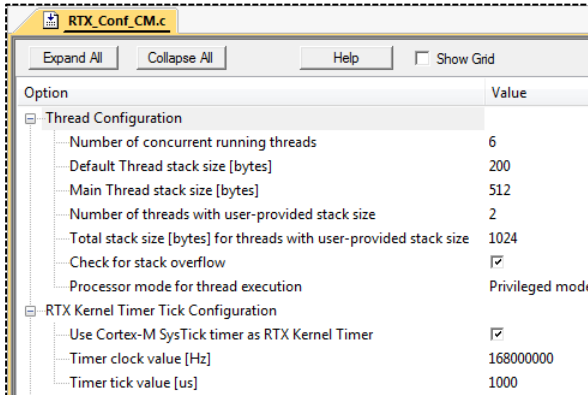 RTX_Conf_CM.c
Expand All Collapse All Help Show Grid
Option Value
Thread Configuration
Number of concurrent running threads 6
Default Thread stack size [bytes] 200
Main Thread stack size [bytes] 512
Number of threads with user-provided stack size 2
Total stack size [bytes] for threads with user-provided stack size 1024
Check for stack overflow
Processor mode for thread execution Privileged mode
RTX Kernel Timer Tick Configuration
Use Cortex-M SysTick timer as RTX Kernel Timer
Timer clock value [Hz] 168000000
Timer tick value [us] 1000